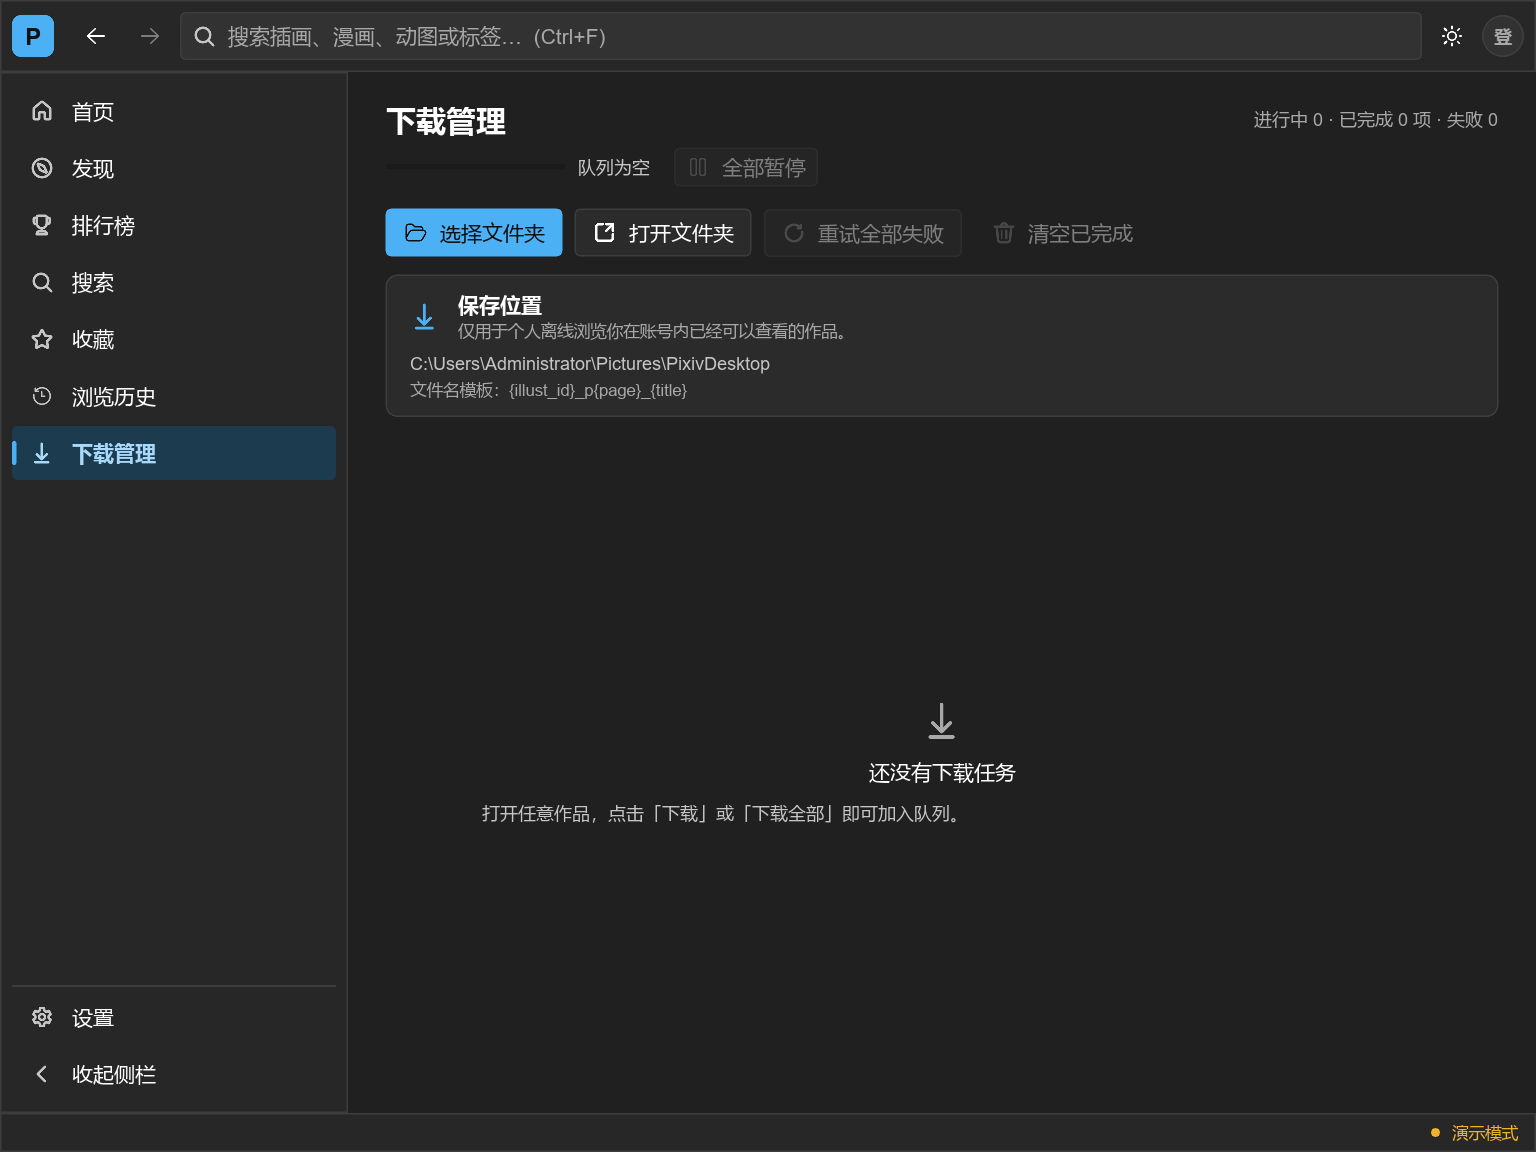 P
搜索插画、漫画、动图或标签… (Ctrl+F)
登
首页
发现
排行榜
搜索
收藏
浏览历史
下载管理
设置
收起侧栏
下载管理
进行中 0 · 已完成 0 项 · 失败 0
队列为空
全部暂停
选择文件夹
打开文件夹
重试全部失败
清空已完成
保存位置
仅用于个人离线浏览你在账号内已经可以查看的作品。
C:\Users\Administrator\Pictures\PixivDesktop
文件名模板：{illust_id}_p{page}_{title}
还没有下载任务
打开任意作品，点击「下载」或「下载全部」即可加入队列。
演示模式